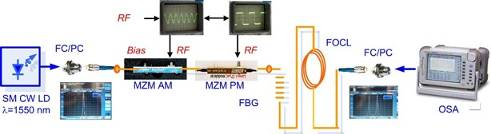 RF
FC/PC
Bias
RF
RF
FOCL
FC/PC
MZM AM
MZM PM
FBG
SM CW LD
λ=1550 nm
OSA